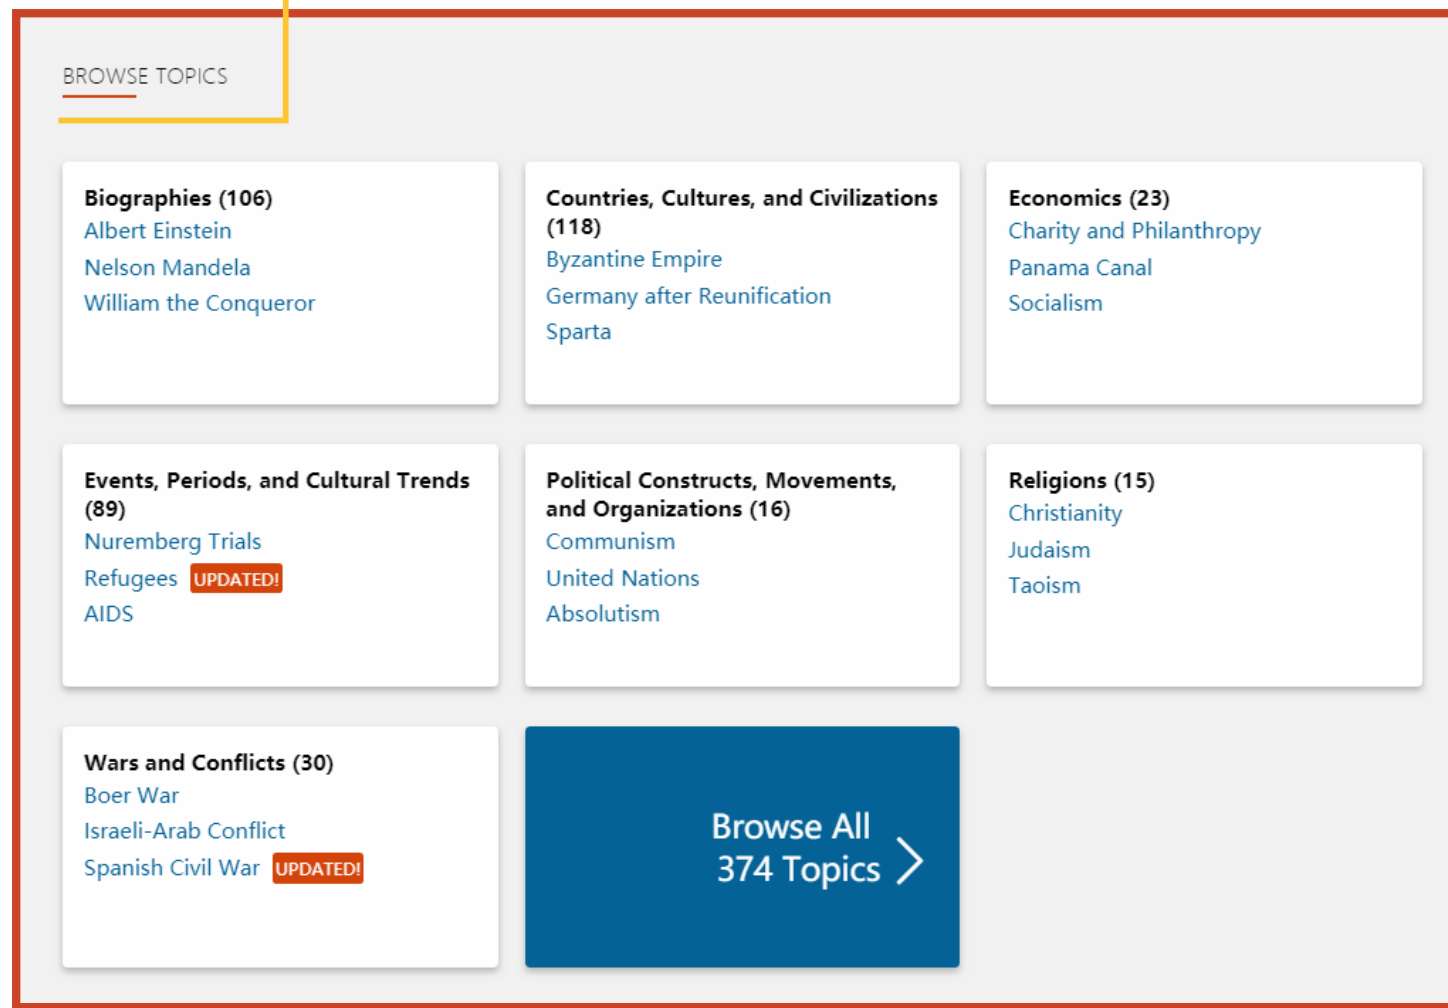 BROWSE TOPICS
Biographies (106)
Albert Einstein
Nelson Mandela
William the Conqueror
Countries, Cultures, and Civilizations
(118)
Byzantine Empire
Germany after Reunification
Sparta
Economics (23)
Charity and Philanthropy
Panama Canal
Socialism
Events, Periods, and Cultural Trends
(89)
Nuremberg Trials
Refugees UPDATED!
AIDS
Political Constructs, Movements,
and Organizations (16)
Communism
United Nations
Absolutism
Religions (15)
Christianity
Judaism
Taoism
Wars and Conflicts (30)
Boer War
Israeli-Arab Conflict
Spanish Civil War UPDATED!
Browse All
374 Topics